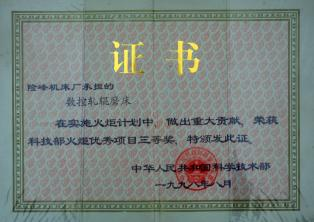 证书
险峰机床厂承担的
数控轧辊磨床
在实施火炬计划中，做出重大贡献，荣获
科技部火炬优秀项目三等奖，特颁发此证。
中华人民共和国科学技术部
一九九八年八月